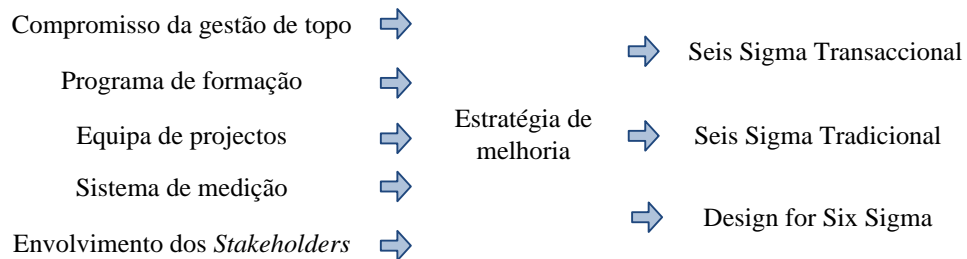 Compromisso da gestão de topo
Programa de formação
Equipa de projectos
Sistema de medição
Envolvimento dos Stakeholders
Estratégia de
melhoria
Seis Sigma Transaccional
Seis Sigma Tradicional
Design for Six Sigma